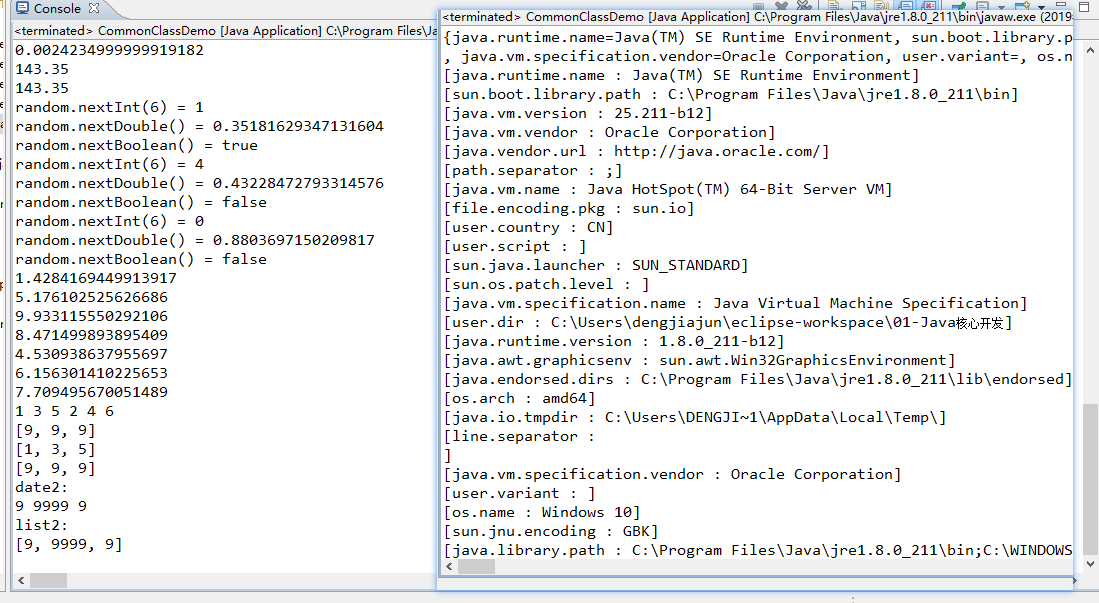 Console
<terminated> CommonClassDemo [Java Application] C:\Program Files\Ja
0.0024234999999919182
143.35
143.35
random.nextInt(6) = 1
random.nextDouble() = 0.35181629347131604
random.nextBoolean() = true
random.nextInt(6) = 4
random.nextDouble() = 0.43228472793314576
random.nextBoolean() = false
random.nextInt(6) = 0
random.nextDouble() = 0.8803697150209817
random.nextBoolean() = false
1.4284169449913917
5.176102525626686
9.933115550292106
8.471499893895409
4.530938637955697
6.156301410225653
7.709495670051489
1 3 5 2 4 6
[9, 9, 9]
[1, 3, 5]
[9, 9, 9]
date2:
9 9999 9
list2:
[9, 9999, 9]
<terminated> CommonClassDemo [Java Application] C:\Program Files\Java\jre1.8.0_211\bin\javaw.exe (2019
{java.runtime.name=Java(TM) SE Runtime Environment, sun.boot.library.p
, java.vm.specification.vendor=Oracle Corporation, user.variant=, os.n
[java.runtime.name : Java(TM) SE Runtime Environment]
[sun.boot.library.path : C:\Program Files\Java\jre1.8.0_211\bin]
[java.vm.version : 25.211-b12]
[java.vm.vendor : Oracle Corporation]
[java.vendor.url : http://java.oracle.com/]
[path.separator : ;]
[java.vm.name : Java HotSpot(TM) 64-Bit Server VM]
[file.encoding.pkg : sun.io]
[user.country : CN]
[user.script : ]
[sun.java.launcher : SUN_STANDARD]
[sun.os.patch.level : ]
[java.vm.specification.name : Java Virtual Machine Specification]
[user.dir : C:\Users\dengjiajun\eclipse-workspace\01-Java核心开发]
[java.runtime.version : 1.8.0_211-b12]
[java.awt.graphicsenv : sun.awt.Win32GraphicsEnvironment]
[java.endorsed.dirs : C:\Program Files\Java\jre1.8.0_211\lib\endorsed]
[os.arch : amd64]
[java.io.tmpdir : C:\Users\DENGJI~1\AppData\Local\Temp\]
[line.separator :
]
[java.vm.specification.vendor : Oracle Corporation]
[user.variant : ]
[os.name : Windows 10]
[sun.jnu.encoding : GBK]
[java.library.path : C:\Program Files\Java\jre1.8.0_211\bin;C:\WINDOWS